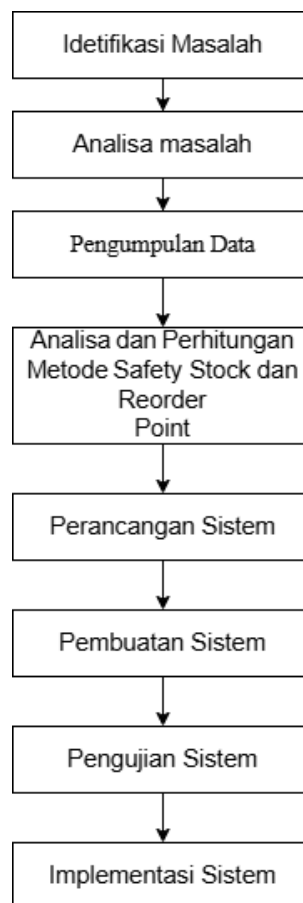 Idetifikasi Masalah
Analisa masalah
Pengumpulan Data
Analisa dan Perhitungan
Metode Safety Stock dan
Reorder
Point
Perancangan Sistem
Pembuatan Sistem
Pengujian Sistem
Implementasi Sistem